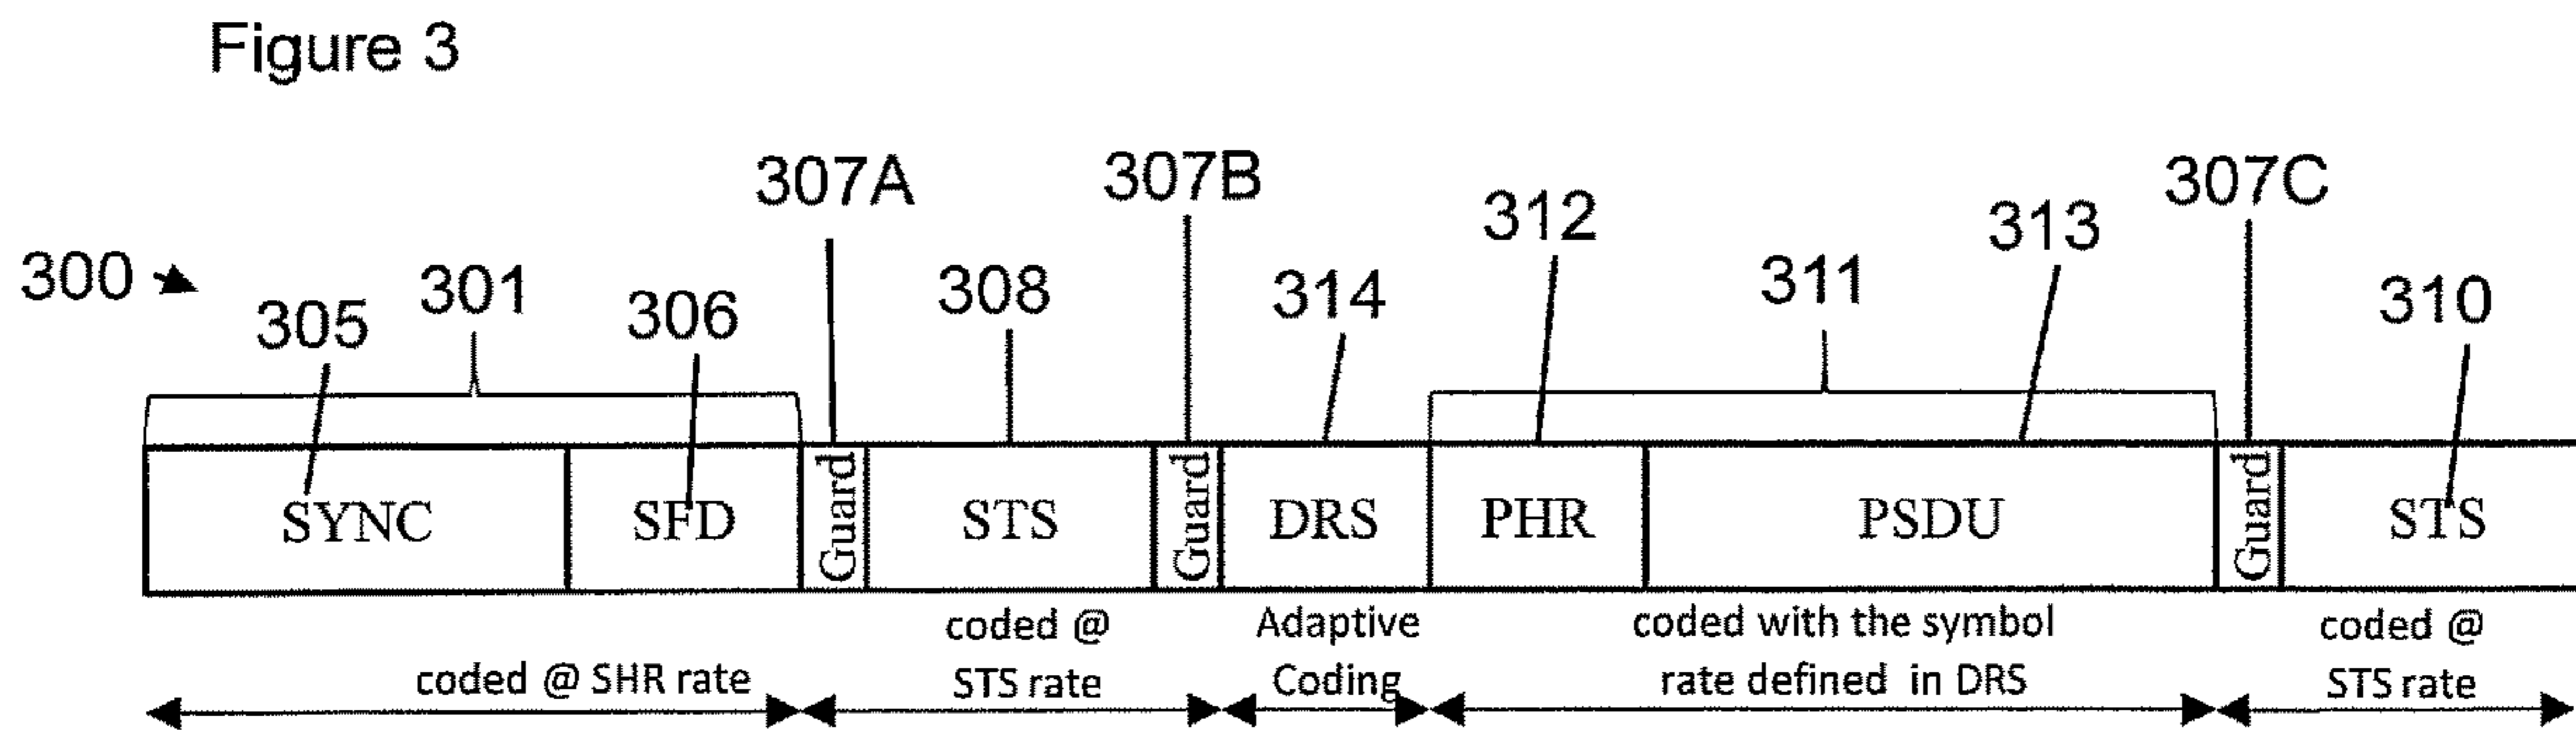 Figure 3
307A 307B 307C
312 313
300 301 308 314 311 310
305 306
SYNC SFD Guard STS Guard DRS PHR PSDU Guard STS
coded @ Adaptive coded with the symbol coded @
coded @ SHR rate STS rate Coding rate defined in DRS STS rate